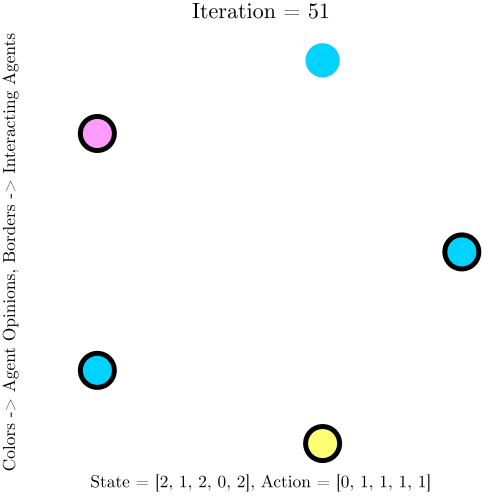 Iteration = 51
Colors -> Agent Opinions, Borders -> Interacting Agents
State = [2, 1, 2, 0, 2], Action = [0, 1, 1, 1, 1]